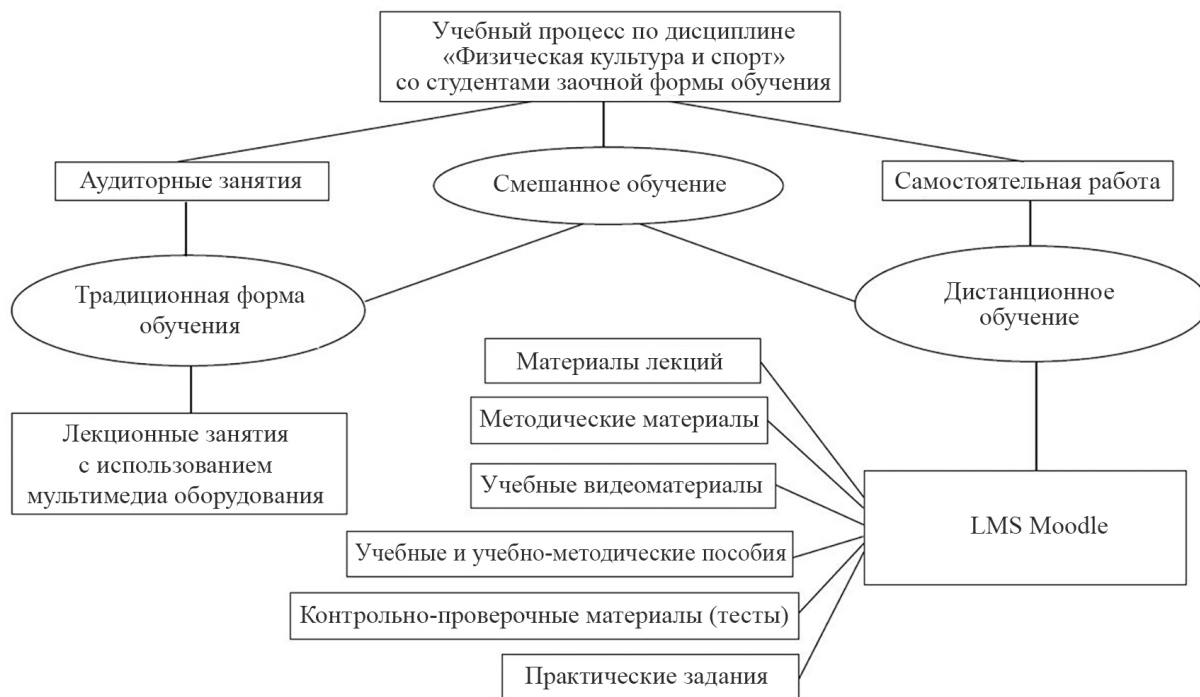 Учебный процесс по дисциплине
«Физическая культура и спорт»
со студентами заочной формы обучения
Аудиторные занятия
Смешанное обучение
Самостоятельная работа
Традиционная форма
обучения
Дистанционное
обучение
Лекционные занятия
с использованием
мультимедиа оборудования
Материалы лекций
Методические материалы
Учебные видеоматериалы
Учебные и учебно-методические пособия
Контрольно-проверочные материалы (тесты)
Практические задания
LMS Moodle